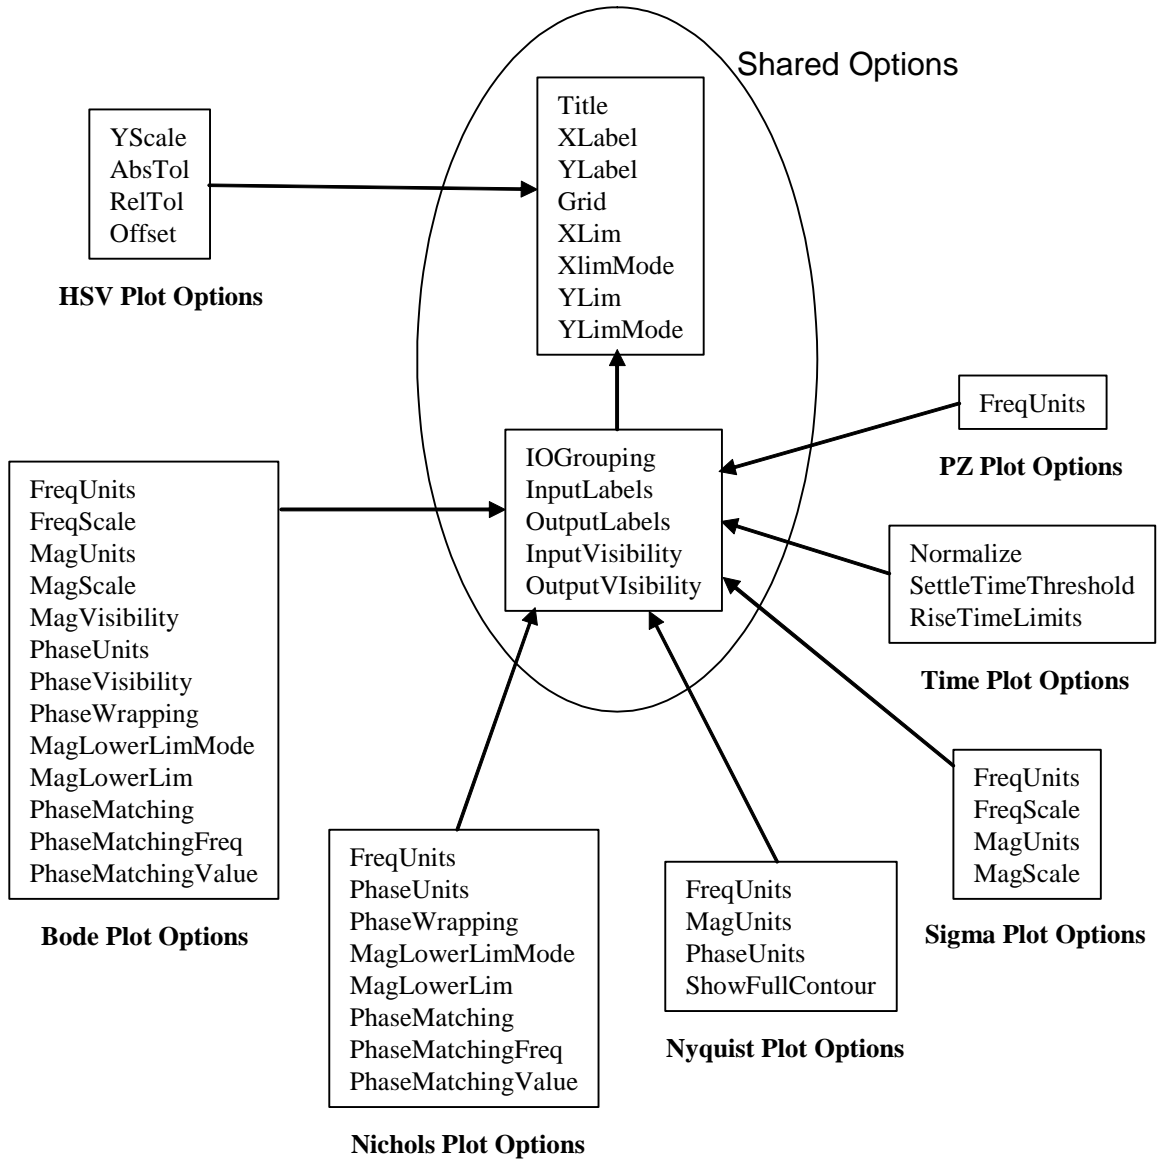 Shared Options
Title
XLabel
YLabel
Grid
XLim
XlimMode
YLim
YLimMode
YScale
AbsTol
RelTol
Offset
HSV Plot Options
IOGrouping
InputLabels
OutputLabels
InputVisibility
OutputVIsibility
FreqUnits
PZ Plot Options
FreqUnits
FreqScale
MagUnits
MagScale
MagVisibility
PhaseUnits
PhaseVisibility
PhaseWrapping
MagLowerLimMode
MagLowerLim
PhaseMatching
PhaseMatchingFreq
PhaseMatchingValue
Bode Plot Options
Normalize
SettleTimeThreshold
RiseTimeLimits
Time Plot Options
FreqUnits
FreqScale
MagUnits
MagScale
Sigma Plot Options
FreqUnits
PhaseUnits
PhaseWrapping
MagLowerLimMode
MagLowerLim
PhaseMatching
PhaseMatchingFreq
PhaseMatchingValue
Nichols Plot Options
FreqUnits
MagUnits
PhaseUnits
ShowFullContour
Nyquist Plot Options